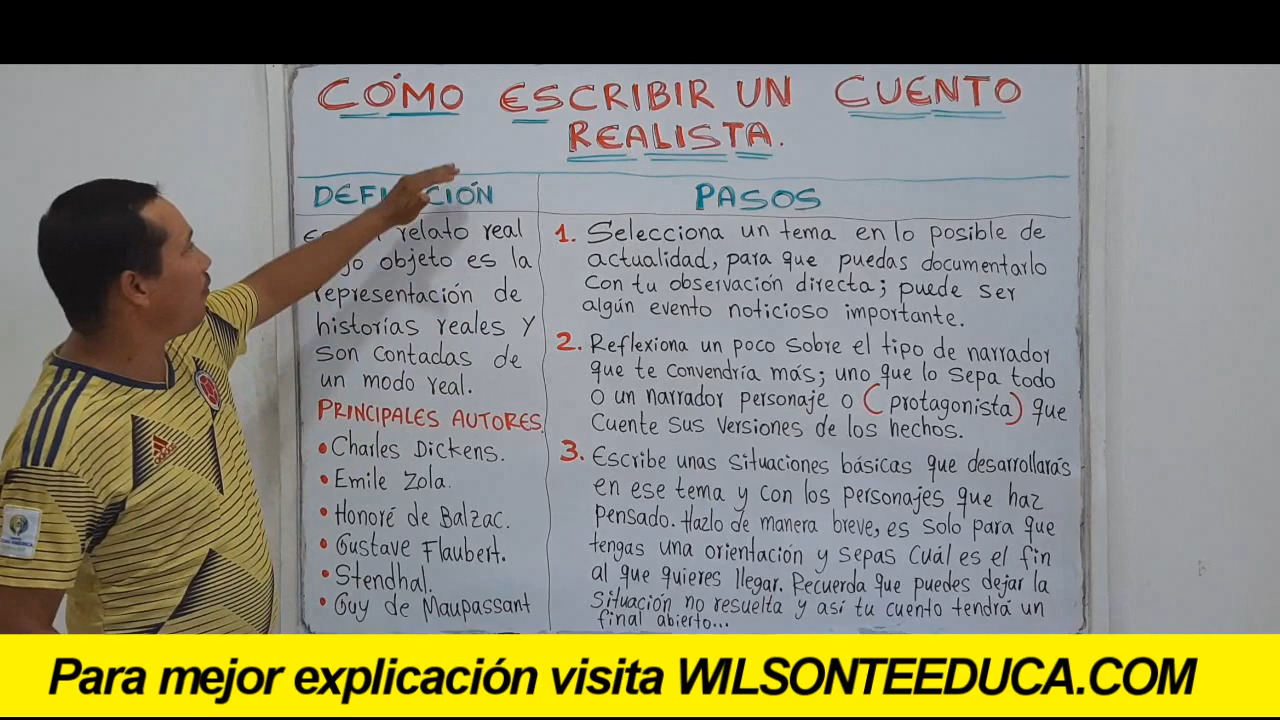 CÓMO ESCRIBIR UN CUENTO
REALISTA.
DEFI CIÓN
relato real
objeto es la
representación de
historias reales y
son contadas de
un modo real.
PRINCIPALES AUTORES.
• Charles Dickens.
• Emile Zola.
• Honoré de Balzac.
• Gustave Flaubert.
• Stendhal.
• Guy de Maupassant
PASOS
1. Selecciona un tema en lo posible de
actualidad, para que puedas documentarlo
con tu observación directa; puede ser
algún evento noticioso importante.
2. Reflexiona un poco sobre el tipo de narrador
que te convendría más; uno que lo sepa todo
o un narrador personaje o (protagonista) que
cuente sus versiones de los hechos.
3. Escribe unas situaciones básicas que desarrollarás
en ese tema y con los personajes que haz
pensado. Hazlo de manera breve, es solo para que
tengas una orientación y sepas cuál es el fin
al que quieres llegar. Recuerda que puedes dejar la
situación no resuelta y así tu cuento tendrá un
final abierto...
Para mejor explicación visita WILSONTEEDUCA.COM